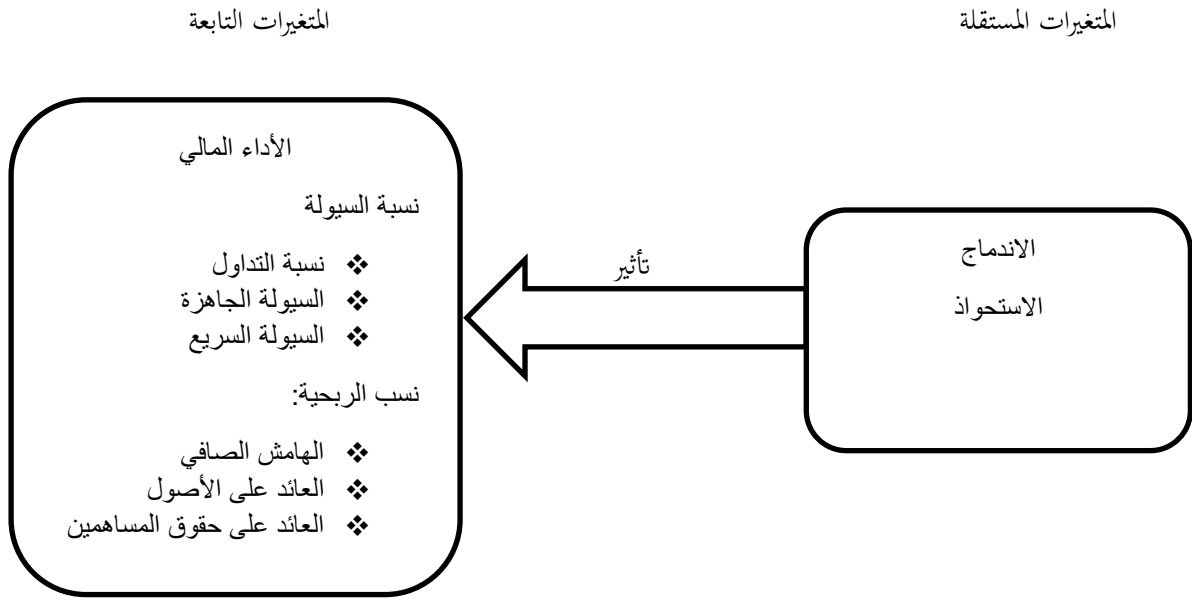 المتغيرات المستقلة
المتغيرات التابعة
الاندماج
الاستحواذ
تأثير
الأداء المالي
نسبة السيولة
❖ نسبة التداول
❖ السيولة الجاهزة
❖ السيولة السريع
نسب الربحية:
❖ الهامش الصافي
❖ العائد على الأصول
❖ العائد على حقوق المساهمين